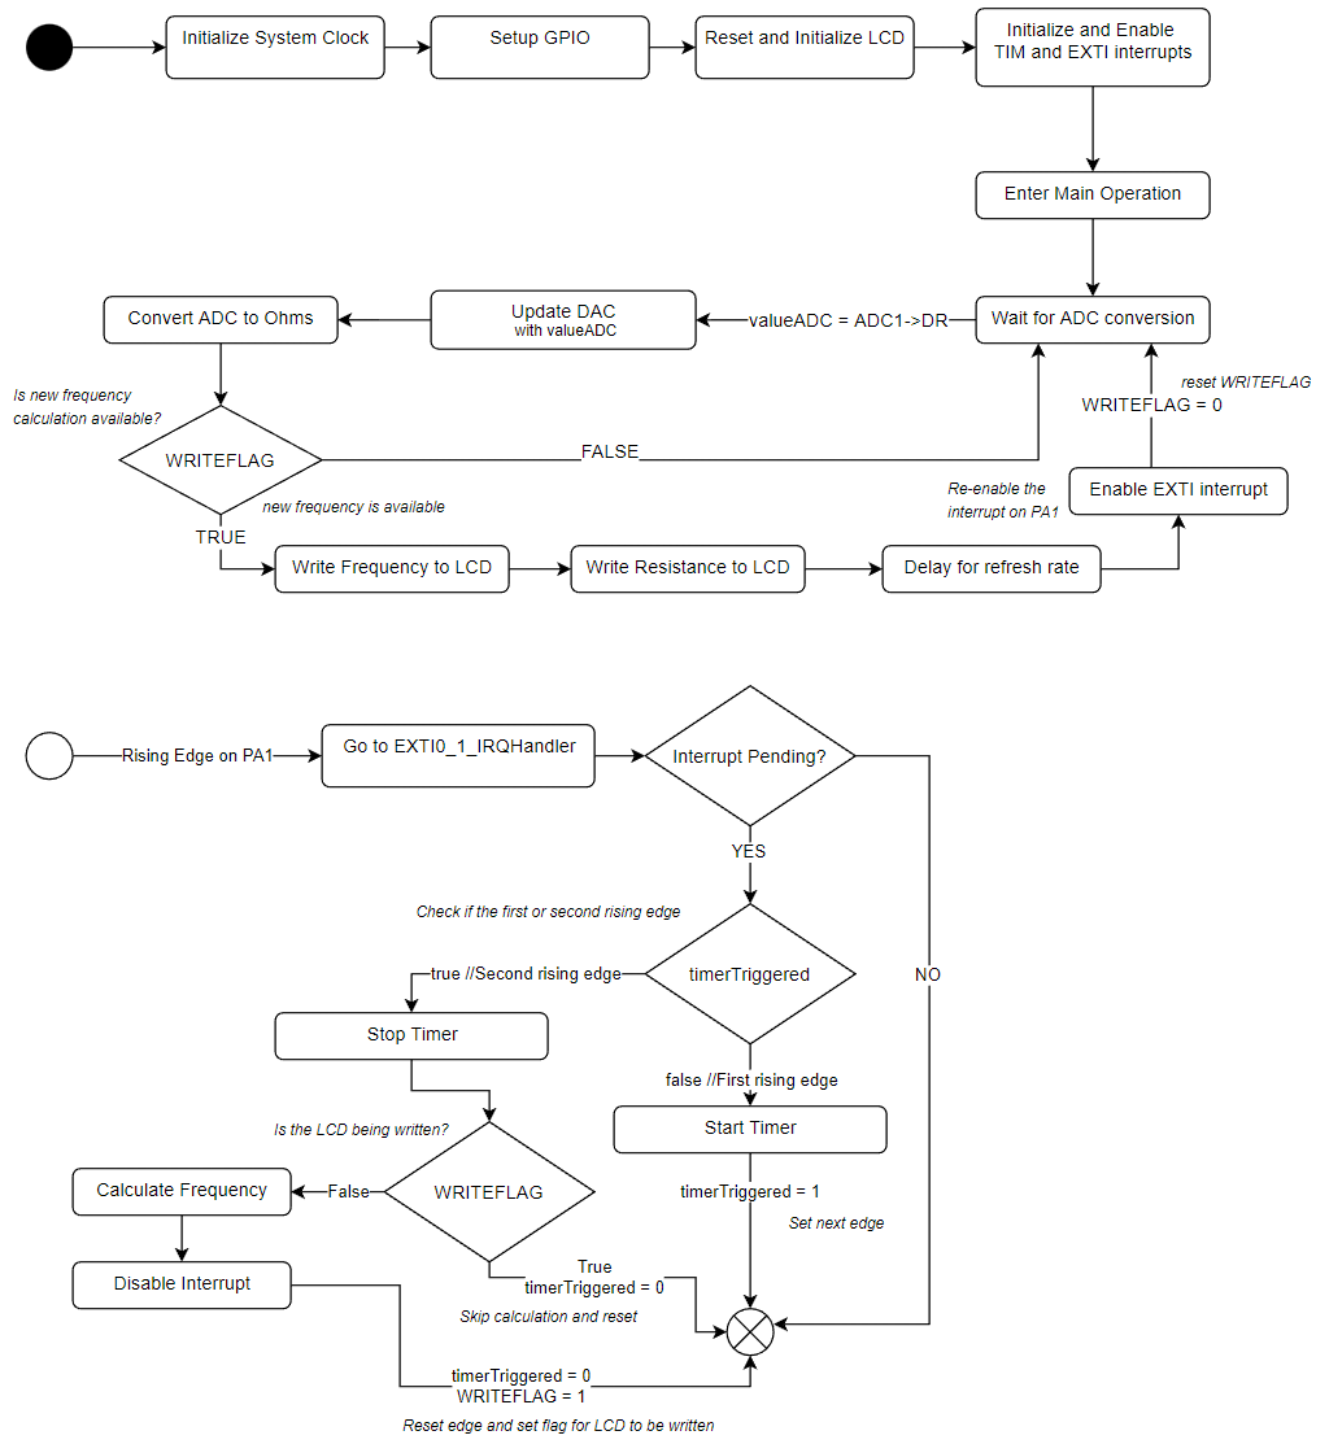 Initialize System Clock
Setup GPIO
Reset and Initialize LCD
Initialize and Enable
TIM and EXTI interrupts
Enter Main Operation
Wait for ADC conversion
valueADC = ADC1->DR
Update DAC
with valueADC
Convert ADC to Ohms
Is new frequency
calculation available?
WRITEFLAG
FALSE
reset WRITEFLAG
WRITEFLAG = 0
Enable EXTI interrupt
Re-enable the
interrupt on PA1
new frequency is available
TRUE
Write Frequency to LCD
Write Resistance to LCD
Delay for refresh rate
Rising Edge on PA1
Go to EXTI0_1_IRQHandler
Interrupt Pending?
YES
NO
Check if the first or second rising edge
timerTriggered
true //Second rising edge
Stop Timer
false //First rising edge
Start Timer
Is the LCD being written?
WRITEFLAG
False
Calculate Frequency
Disable Interrupt
timerTriggered = 1
Set next edge
True
timerTriggered = 0
Skip calculation and reset
timerTriggered = 0
WRITEFLAG = 1
Reset edge and set flag for LCD to be written